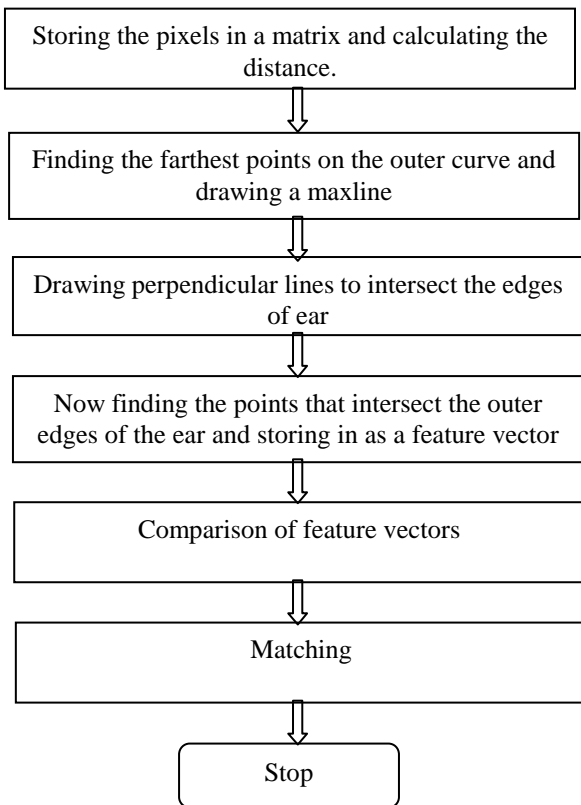 Storing the pixels in a matrix and calculating the
distance.
Finding the farthest points on the outer curve and
drawing a maxline
Drawing perpendicular lines to intersect the edges
of ear
Now finding the points that intersect the outer
edges of the ear and storing in as a feature vector
Comparison of feature vectors
Matching
Stop